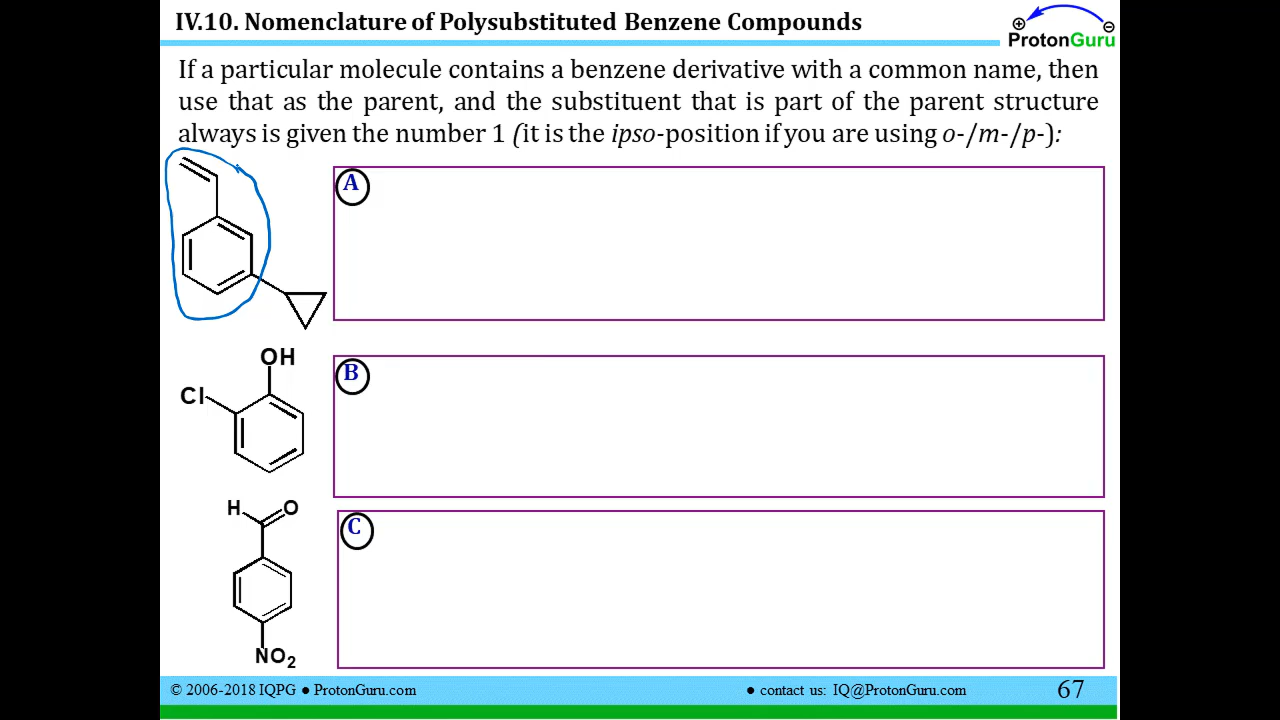 IV.10. Nomenclature of Polysubstituted Benzene Compounds
ProtonGuru
If a particular molecule contains a benzene derivative with a common name, then
use that as the parent, and the substituent that is part of the parent structure
always is given the number 1 (it is the ipso-position if you are using o-/m-/p-):
A
OH
Cl
B
H O
C
NO2
© 2006-2018 IQPG ● ProtonGuru.com ● contact us: IQ@ProtonGuru.com 67